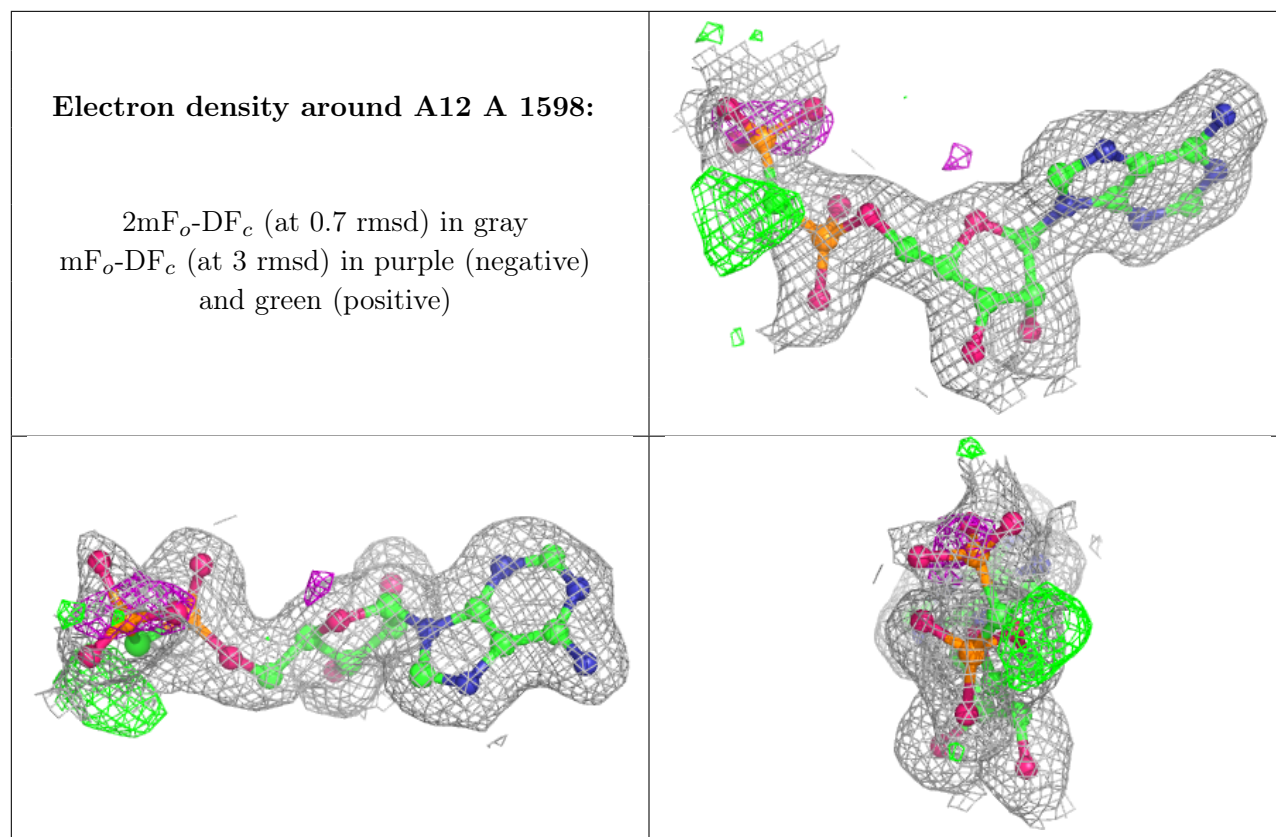 Electron density around A12 A 1598:
2mFo-DFc (at 0.7 rmsd) in gray
mFo-DFc (at 3 rmsd) in purple (negative)
and green (positive)